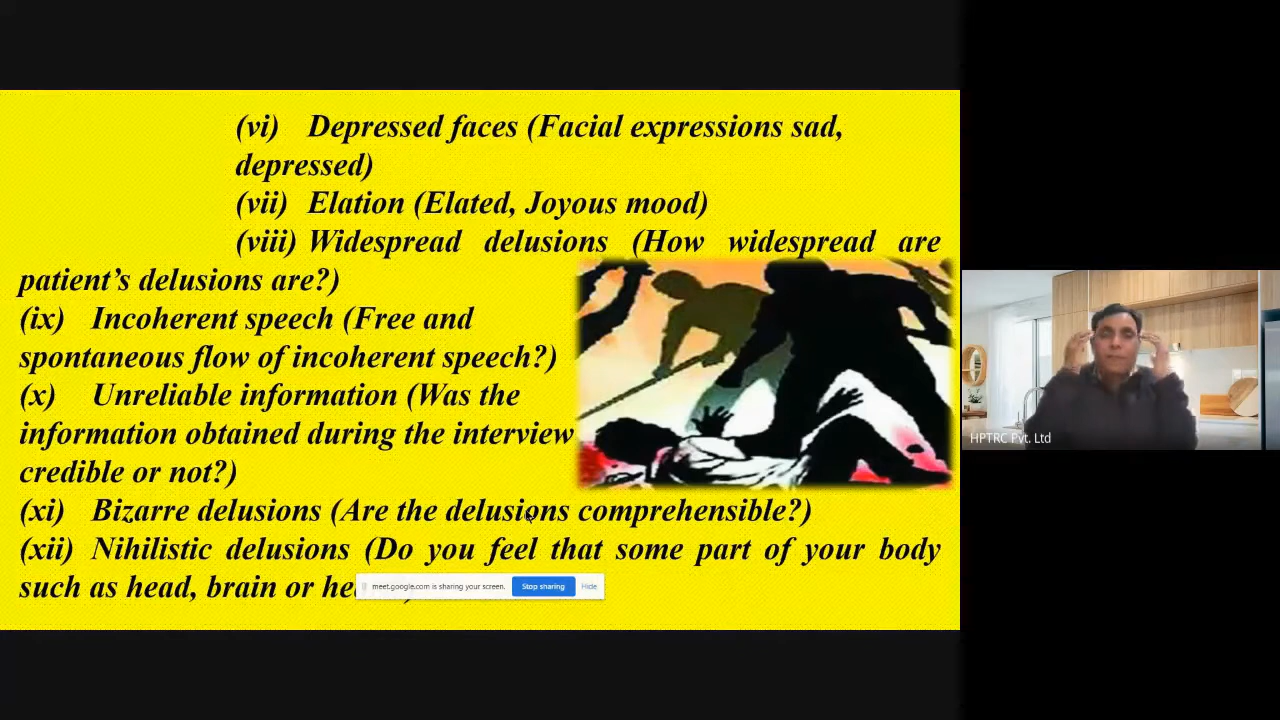 (vi) Depressed faces (Facial expressions sad,
depressed)
(vii) Elation (Elated, Joyous mood)
(viii) Widespread delusions (How widespread are
patient’s delusions are?)
(ix) Incoherent speech (Free and
spontaneous flow of incoherent speech?)
(x) Unreliable information (Was the
information obtained during the interview
credible or not?)
(xi) Bizarre delusions (Are the delusions comprehensible?)
(xii) Nihilistic delusions (Do you feel that some part of your body
such as head, brain or
meet.google.com is sharing your screen. Stop sharing Hide
HPTRC Pvt. Ltd